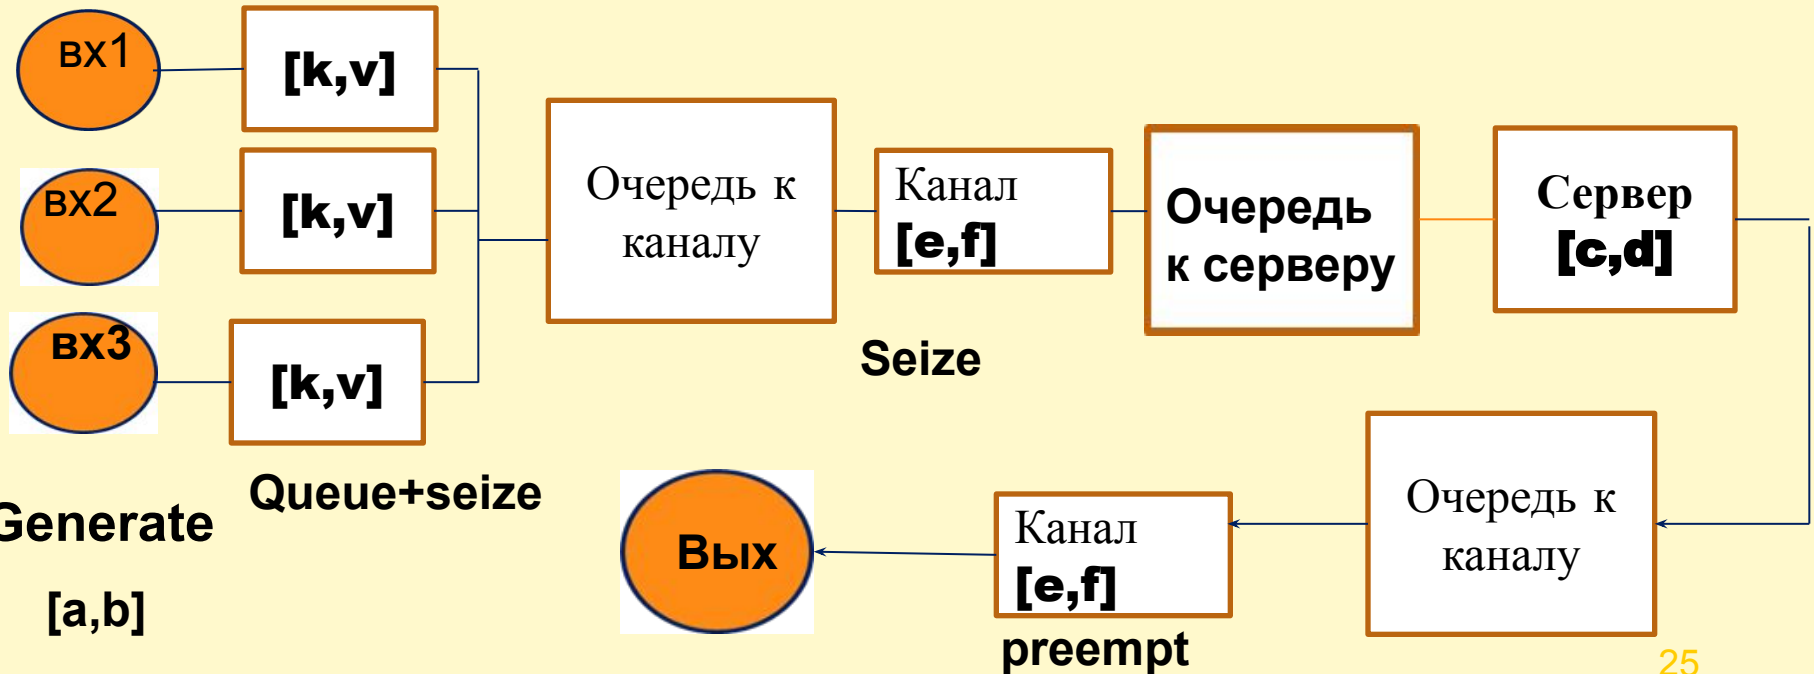 вх1
[k,v]
вх2
[k,v]
вх3
[k,v]
Generate
[a,b]
Queue+seize
Очередь к
каналу
Канал
[e,f]
Seize
Очередь
к серверу
Сервер
[c,d]
Очередь к
каналу
Канал
[e,f]
preempt
Вых
25